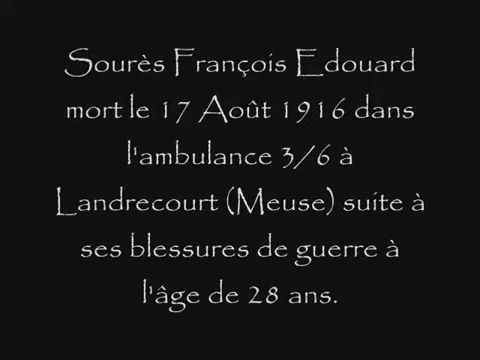 Sourès François Edouard
mort le 17 Août 1916 dans
l'ambulance 3/6 à
Landrecourt (Meuse) suite à
ses blessures de guerre à
l'âge de 28 ans.